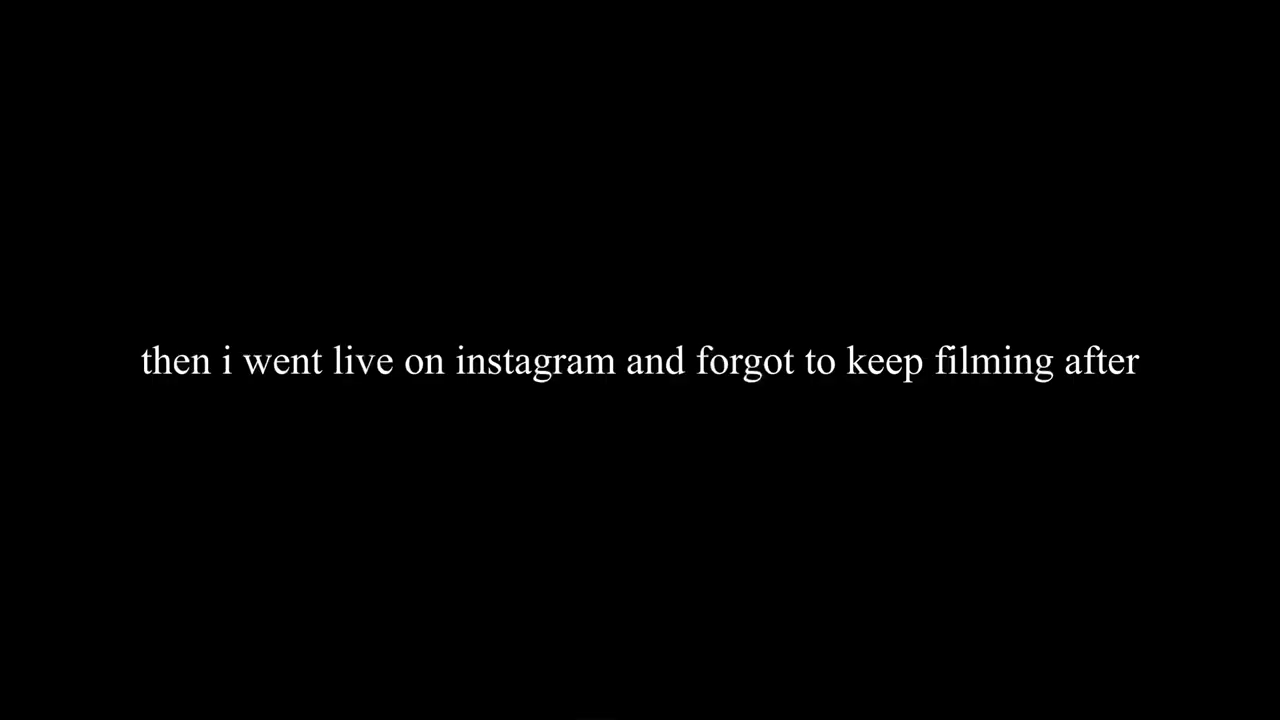 then i went live on instagram and forgot to keep filming after